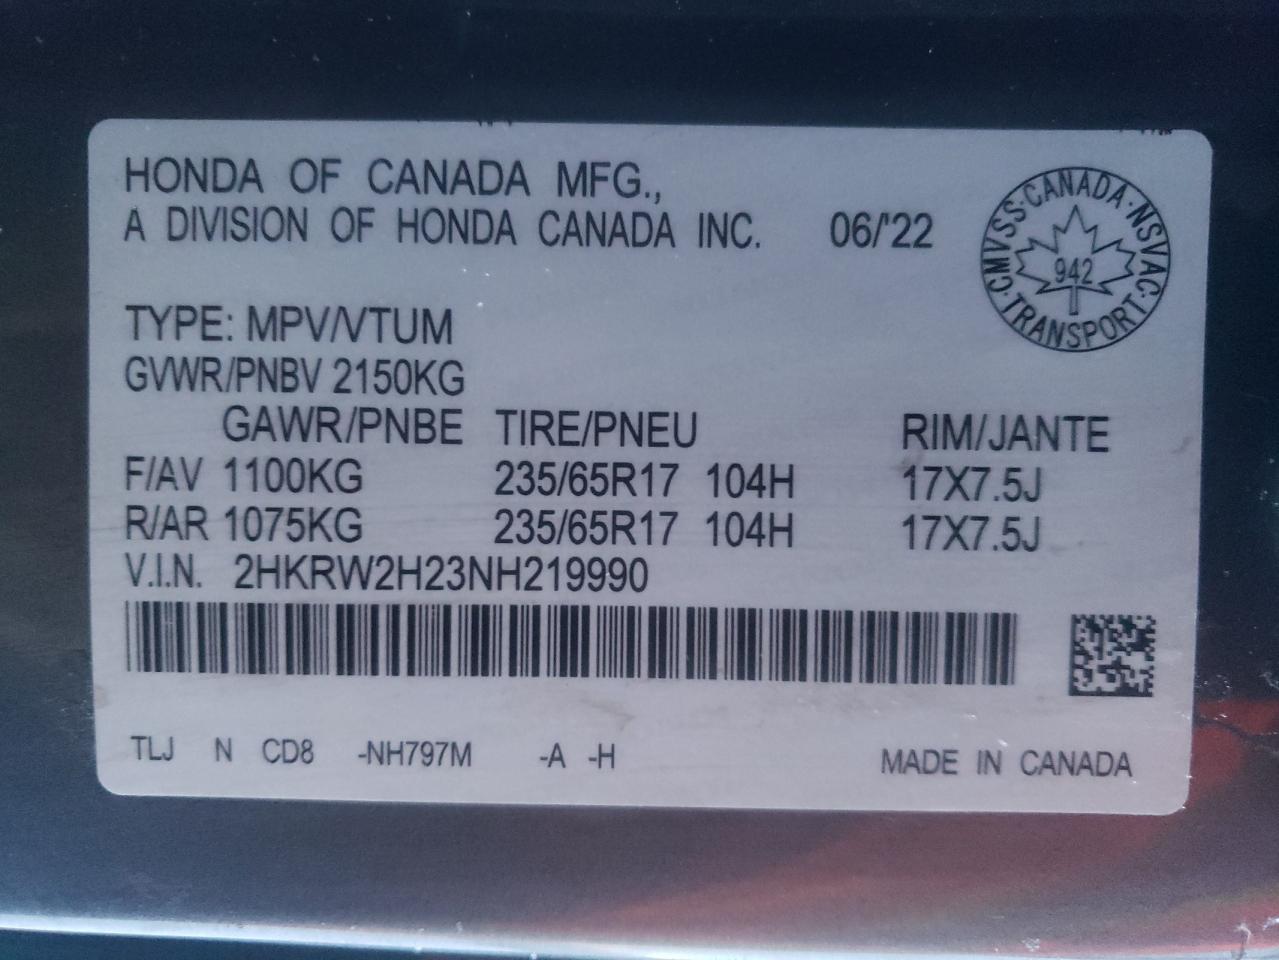 HONDA OF CANADA MFG.,
A DIVISION OF HONDA CANADA INC. 06/'22
CMVSS·CANADA·NSVAC·TRANSPORT·
942
TYPE: MPV/VTUM
GVWR/PNBV 2150KG
GAWR/PNBE TIRE/PNEU RIM/JANTE
F/AV 1100KG 235/65R17 104H 17X7.5J
R/AR 1075KG 235/65R17 104H 17X7.5J
V.I.N. 2HKRW2H23NH219990
TLJ N CD8 -NH797M -A -H MADE IN CANADA